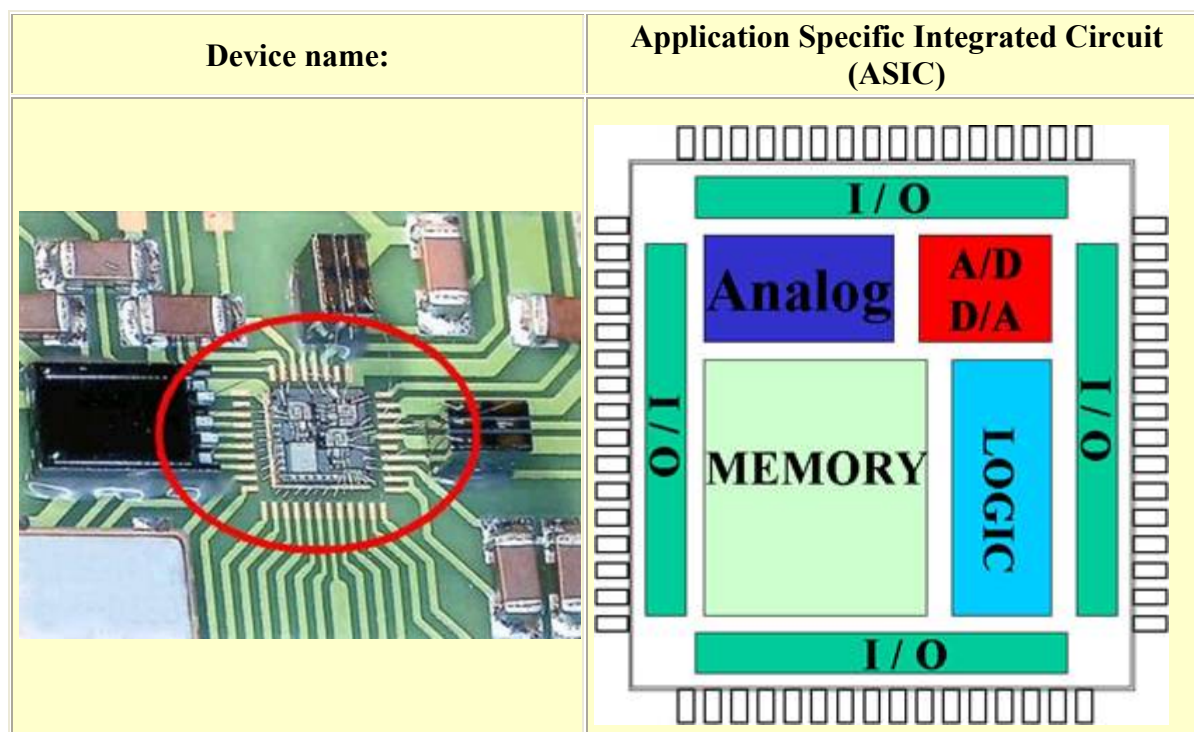 Device name:
Application Specific Integrated Circuit
(ASIC)
I / O
Analog
A/D
D/A
I / O
MEMORY
LOGIC
I / O
I / O